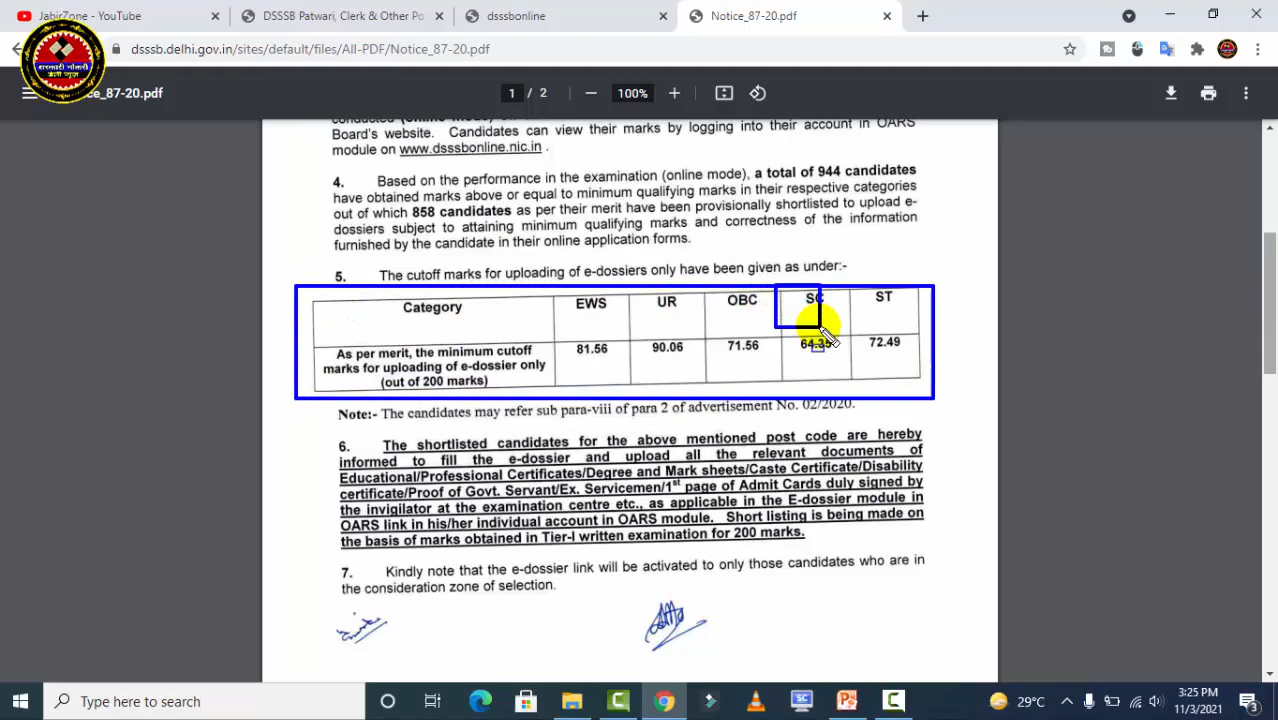 JabirZone - YouTube
DSSSB Patwari, Clerk & Other Pos
dsssbonline
Notice_87-20.pdf
dsssb.delhi.gov.in/sites/default/files/All-PDF/Notice_87-20.pdf
सरकारी नौकरी
डेली न्यूज़
ce_87-20.pdf
1 / 2
100%
conducted (Online Mode)
Board's website. Candidates can view their marks by logging into their account in OARS
module on www.dsssbonline.nic.in .
4. Based on the performance in the examination (online mode), a total of 944 candidates
have obtained marks above or equal to minimum qualifying marks in their respective categories
out of which 858 candidates as per their merit have been provisionally shortlisted to upload e-
dossiers subject to attaining minimum qualifying marks and correctness of the information
furnished by the candidate in their online application forms.
5. The cutoff marks for uploading of e-dossiers only have been given as under:-
Category EWS UR OBC SC ST
As per merit, the minimum cutoff
marks for uploading of e-dossier only
(out of 200 marks)
81.56 90.06 71.56 64.35 72.49
Note:- The candidates may refer sub para-viii of para 2 of advertisement No. 02/2020.
6. The shortlisted candidates for the above mentioned post code are hereby
informed to fill the e-dossier and upload all the relevant documents of
Educational/Professional Certificates/Degree and Mark sheets/Caste Certificate/Disability
certificate/Proof of Govt. Servant/Ex. Servicemen/1st page of Admit Cards duly signed by
the invigilator at the examination centre etc., as applicable in the E-dossier module in
OARS link in his/her individual account in OARS module. Short listing is being made on
the basis of marks obtained in Tier-I written examination for 200 marks.
7. Kindly note that the e-dossier link will be activated to only those candidates who are in
the consideration zone of selection.
Type here to search
29°C
3:25 PM
11/3/2021
3